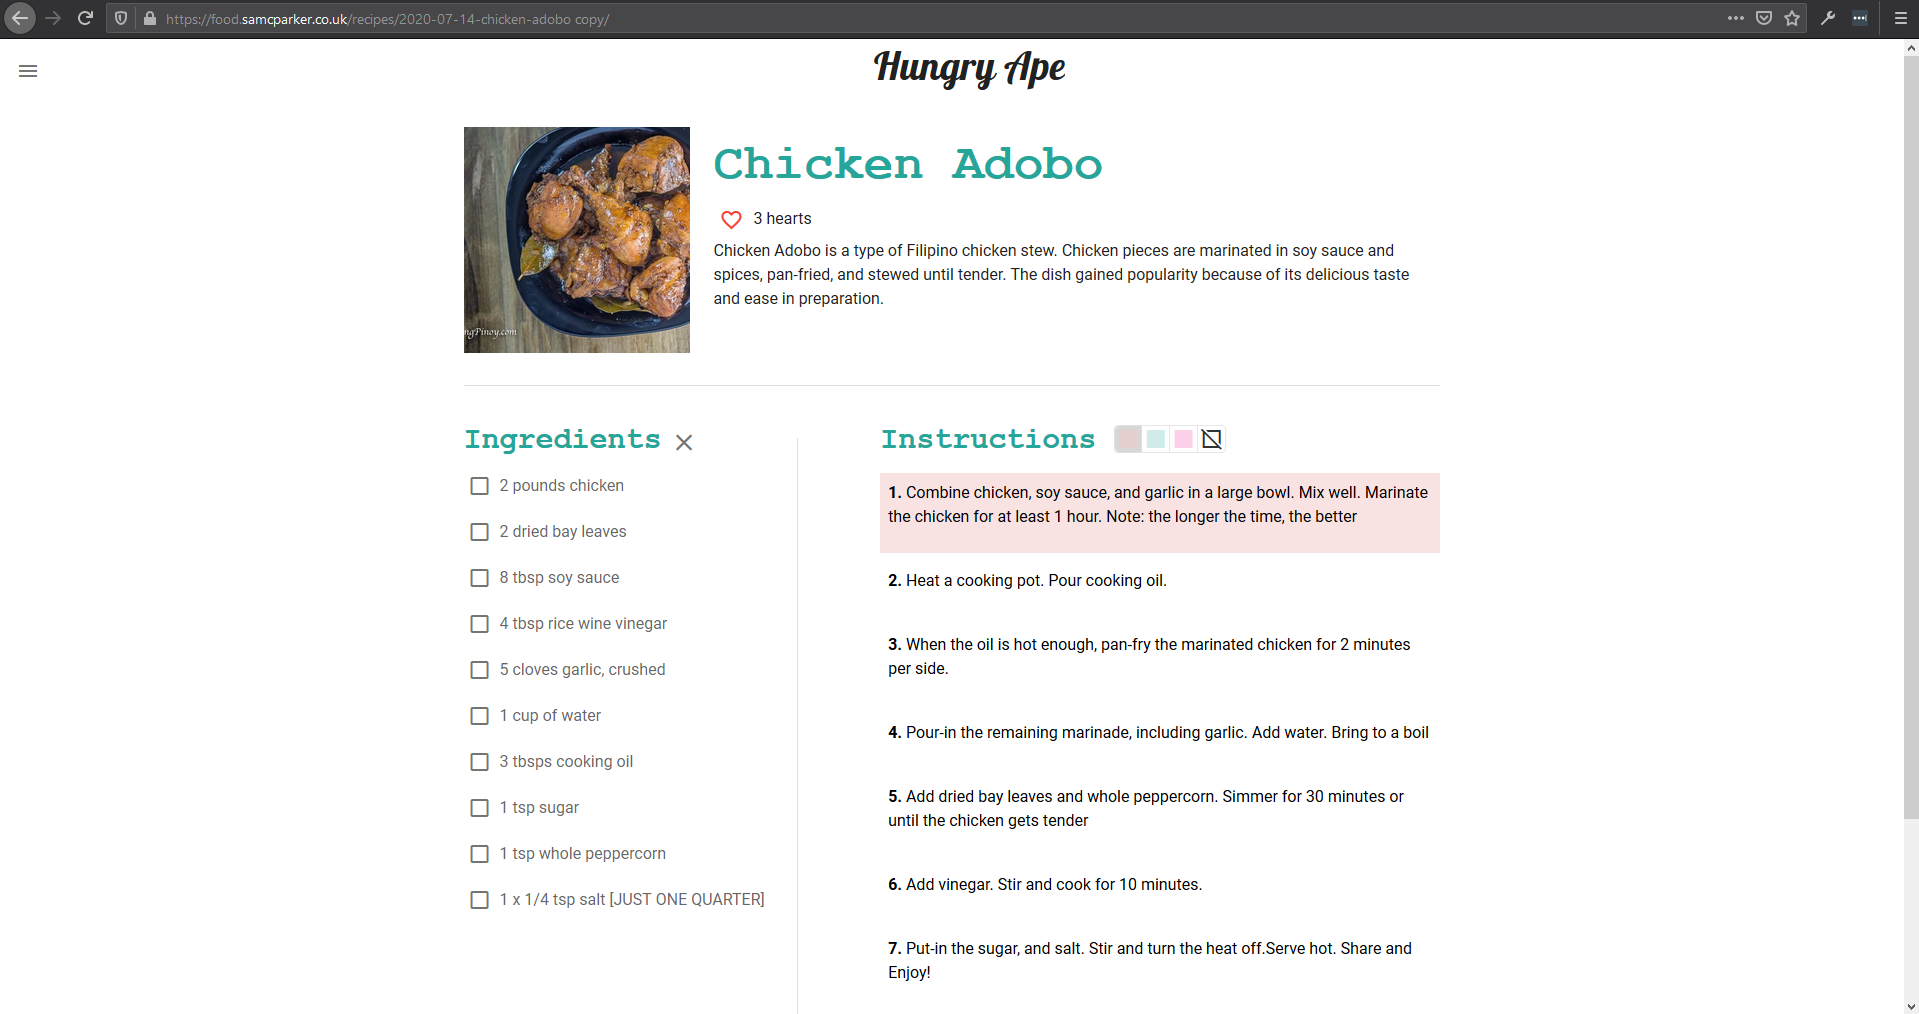 https://food.samcparker.co.uk/recipes/2020-07-14-chicken-adobo copy/
Hungry Ape
Chicken Adobo
3 hearts
Chicken Adobo is a type of Filipino chicken stew. Chicken pieces are marinated in soy sauce and
spices, pan-fried, and stewed until tender. The dish gained popularity because of its delicious taste
and ease in preparation.
ngPinoy.com
Ingredients
2 pounds chicken
2 dried bay leaves
8 tbsp soy sauce
4 tbsp rice wine vinegar
5 cloves garlic, crushed
1 cup of water
3 tbsps cooking oil
1 tsp sugar
1 tsp whole peppercorn
1 x 1/4 tsp salt [JUST ONE QUARTER]
Instructions
1. Combine chicken, soy sauce, and garlic in a large bowl. Mix well. Marinate
the chicken for at least 1 hour. Note: the longer the time, the better
2. Heat a cooking pot. Pour cooking oil.
3. When the oil is hot enough, pan-fry the marinated chicken for 2 minutes
per side.
4. Pour-in the remaining marinade, including garlic. Add water. Bring to a boil
5. Add dried bay leaves and whole peppercorn. Simmer for 30 minutes or
until the chicken gets tender
6. Add vinegar. Stir and cook for 10 minutes.
7. Put-in the sugar, and salt. Stir and turn the heat off.Serve hot. Share and
Enjoy!